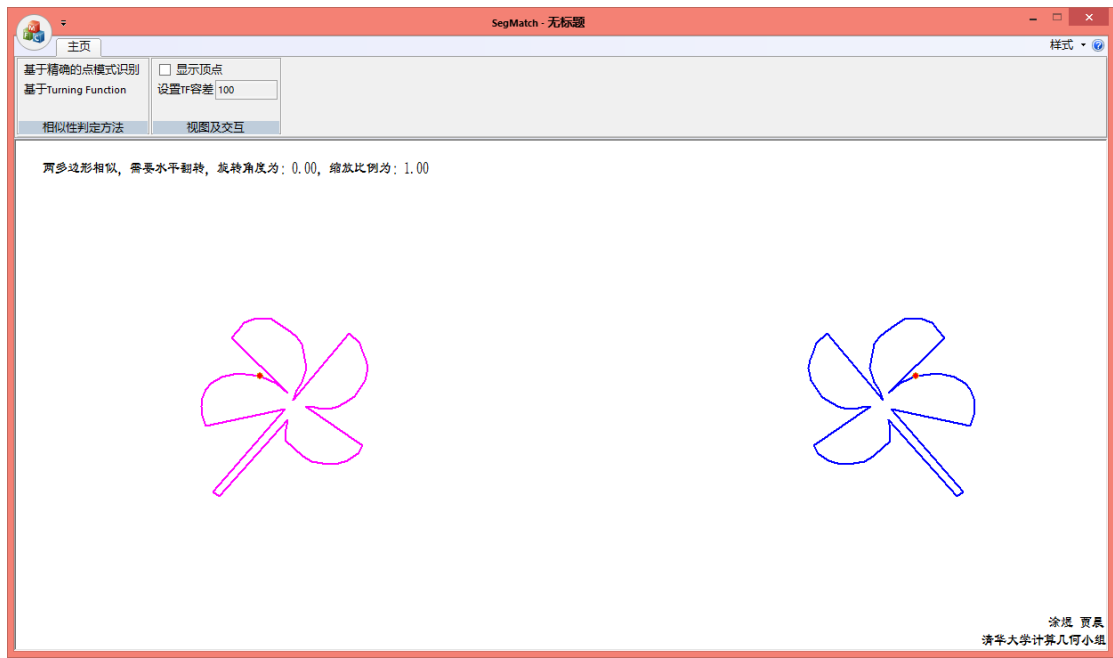 SegMatch - 无标题
主页
样式
基于精确的点模式识别
显示顶点
基于Turning Function
设置TF容差 100
相似性判定方法
视图及交互
两多边形相似，需要水平翻转，旋转角度为：0.00，缩放比例为：1.00
涂焜 贾晨
清华大学计算几何小组